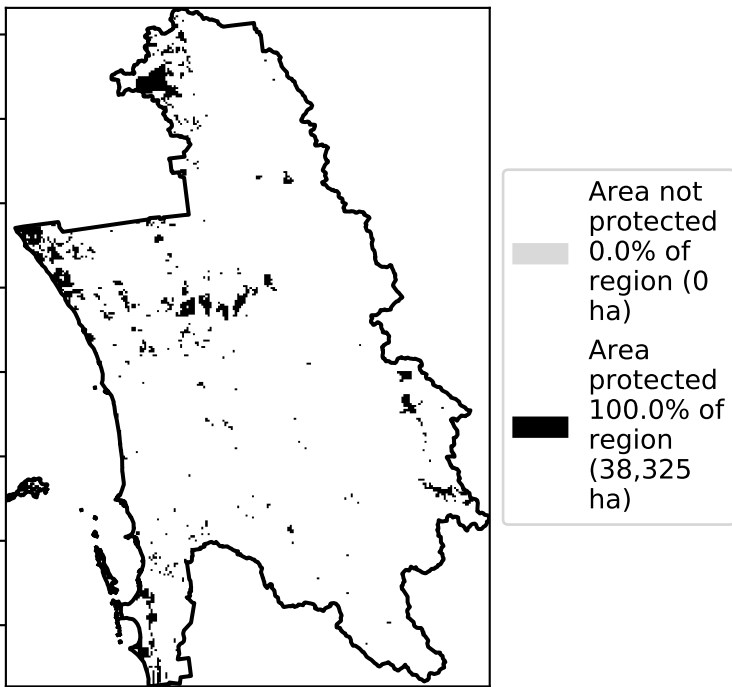 Area not
protected
0.0% of
region (0
ha)
Area
protected
100.0% of
region
(38,325
ha)